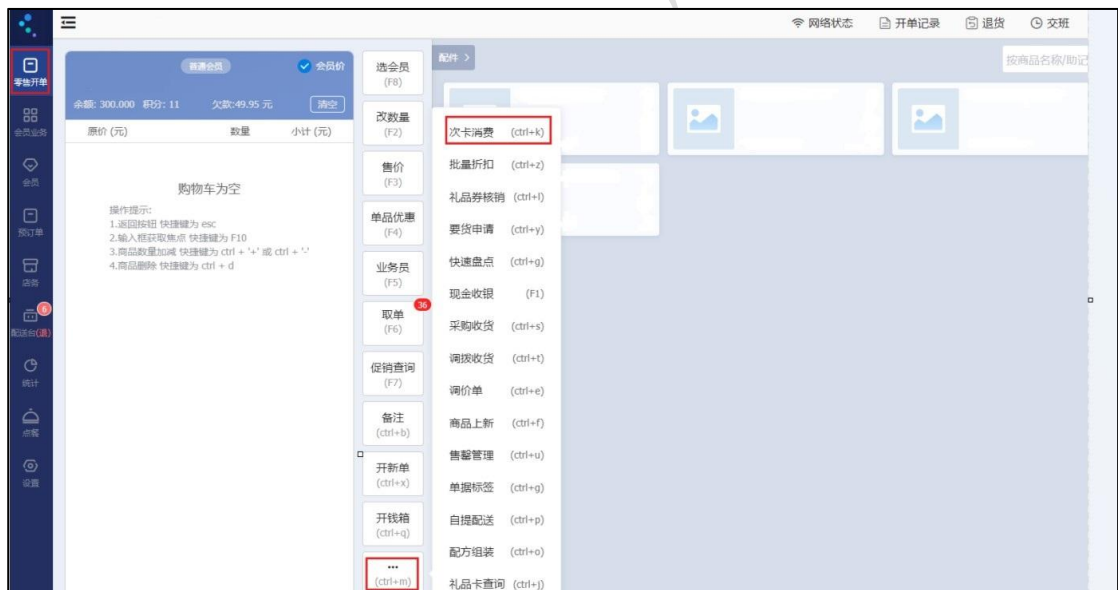 网络状态 开单记录 退货 交班
零售开单
会员业务
会员
预订单
店务
6
配送台(退)
统计
点餐
设置
普通会员 会员价
余额: 300.000 积分: 11 欠款:49.95 元 清空
原价 (元) 数量 小计 (元)
购物车为空
操作提示:
1.返回按钮 快捷键为 esc
2.输入框获取焦点 快捷键为 F10
3.商品数量加减 快捷键为 ctrl + '+' 或 ctrl + '-'
4.商品删除 快捷键为 ctrl + d
选会员
(F8)
改数量
(F2)
售价
(F3)
单品优惠
(F4)
业务员
(F5)
36
取单
(F6)
促销查询
(F7)
备注
(ctrl+b)
开新单
(ctrl+x)
开钱箱
(ctrl+q)
•••
(ctrl+m)
配件 >
按商品名称/助记
次卡消费 (ctrl+k)
批量折扣 (ctrl+z)
礼品券核销 (ctrl+l)
要货申请 (ctrl+y)
快速盘点 (ctrl+g)
现金收银 (F1)
采购收货 (ctrl+s)
调拨收货 (ctrl+t)
调价单 (ctrl+e)
商品上新 (ctrl+f)
售罄管理 (ctrl+u)
单据标签 (ctrl+g)
自提配送 (ctrl+p)
配方组装 (ctrl+o)
礼品卡查询 (ctrl+j)